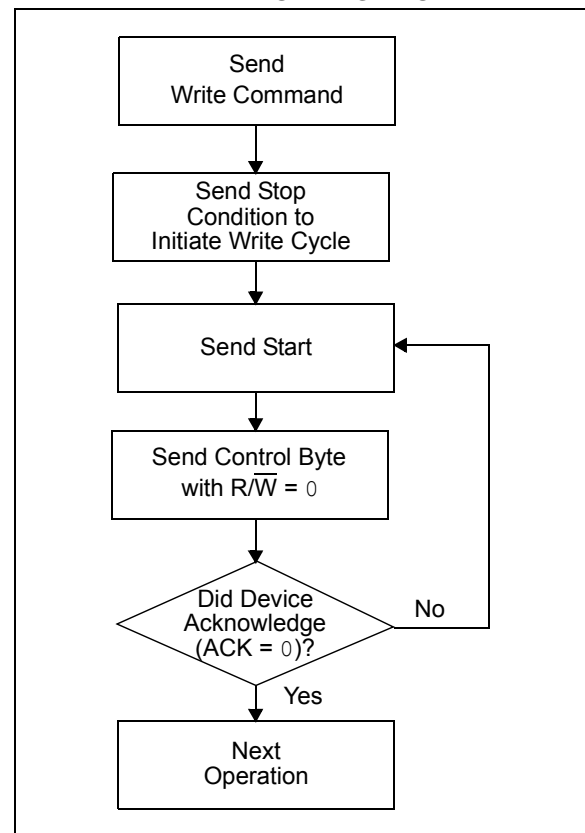 Send
Write Command
Send Stop
Condition to
Initiate Write Cycle
Send Start
Send Control Byte
with R/W̅ = 0
Did Device
Acknowledge
(ACK = 0)?
No
Yes
Next
Operation